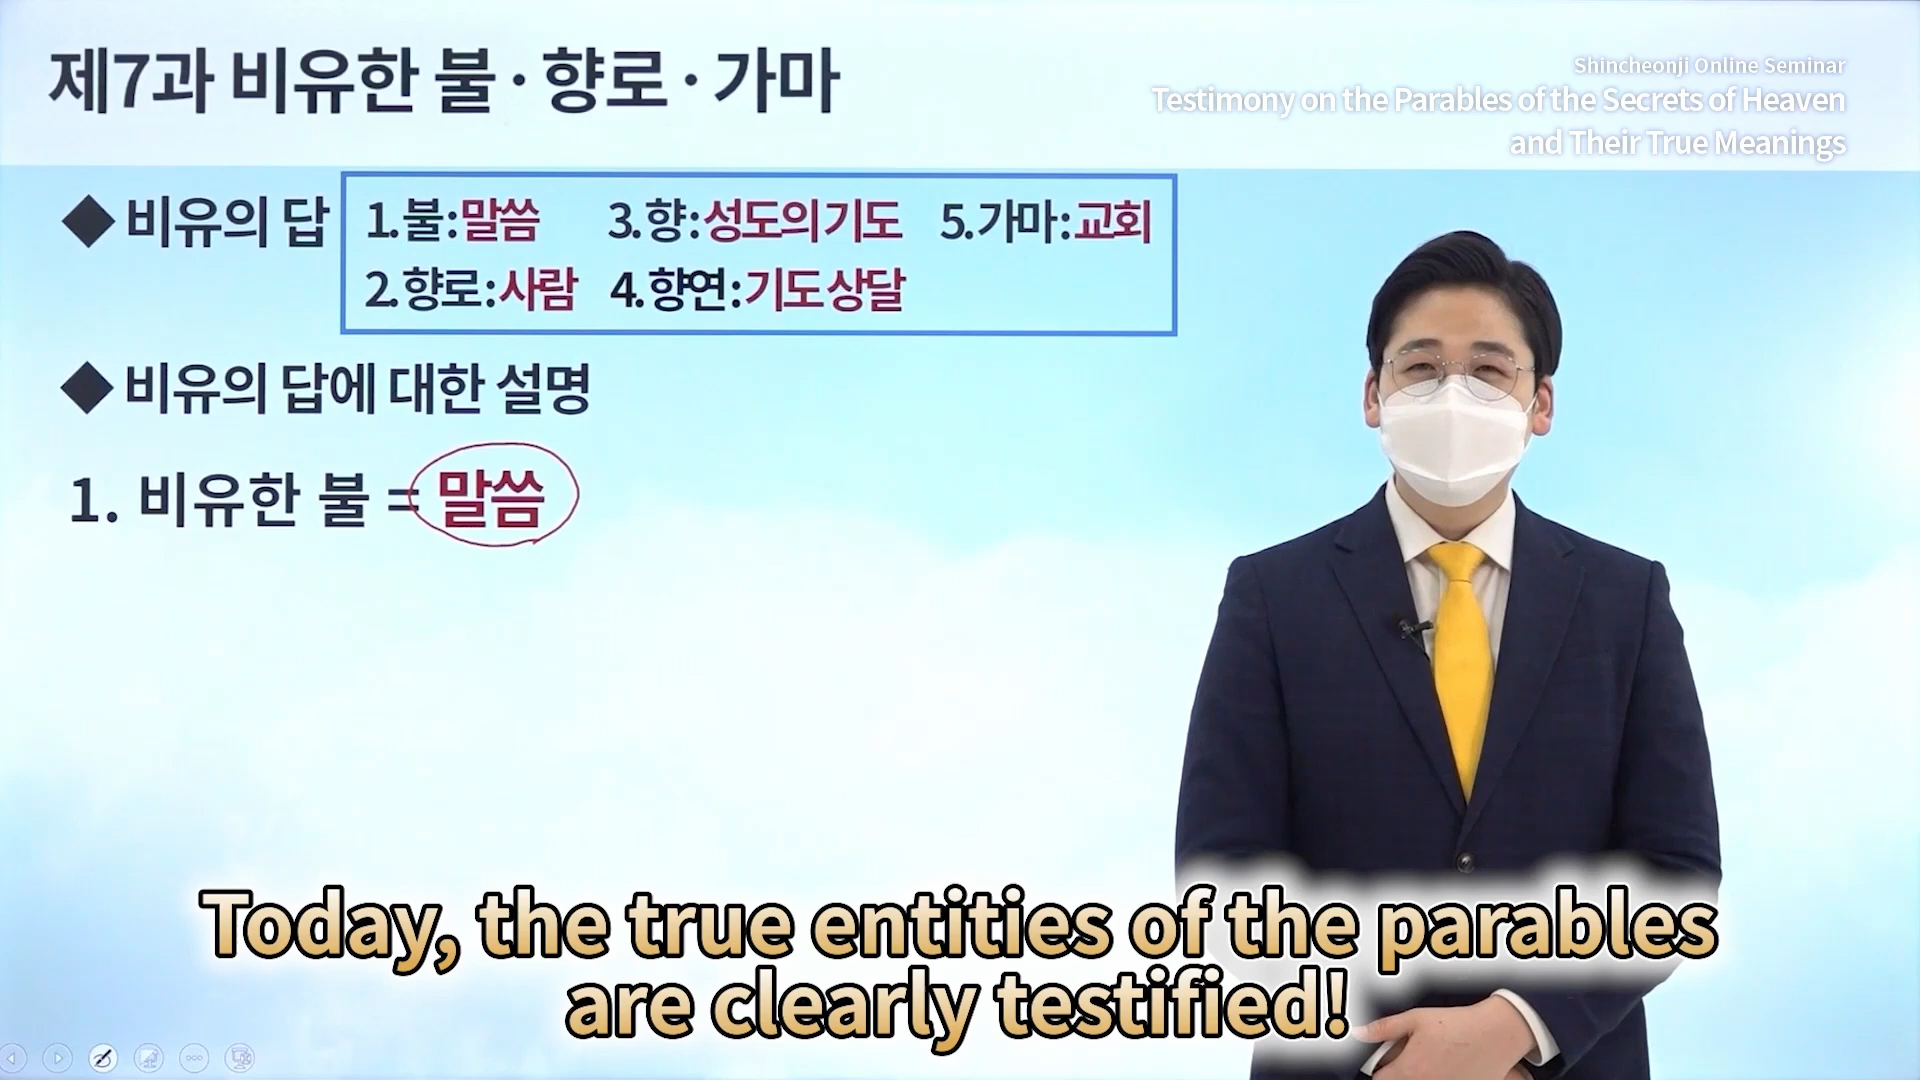 제7과 비유한 불·향로·가마
Shincheonji Online Seminar
Testimony on the Parables of the Secrets of Heaven
and Their True Meanings
◆ 비유의 답
1.불:말씀 3.향:성도의 기도 5.가마:교회
2.향로:사람 4.향연:기도 상달
◆ 비유의 답에 대한 설명
1. 비유한 불 = 말씀
Today, the true entities of the parables
are clearly testified!